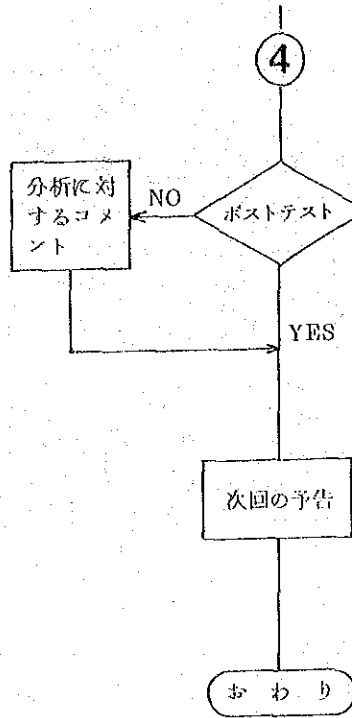 ④
分析に対
するコメ
ント
NO
ポストテスト
YES
次回の予告
おわり